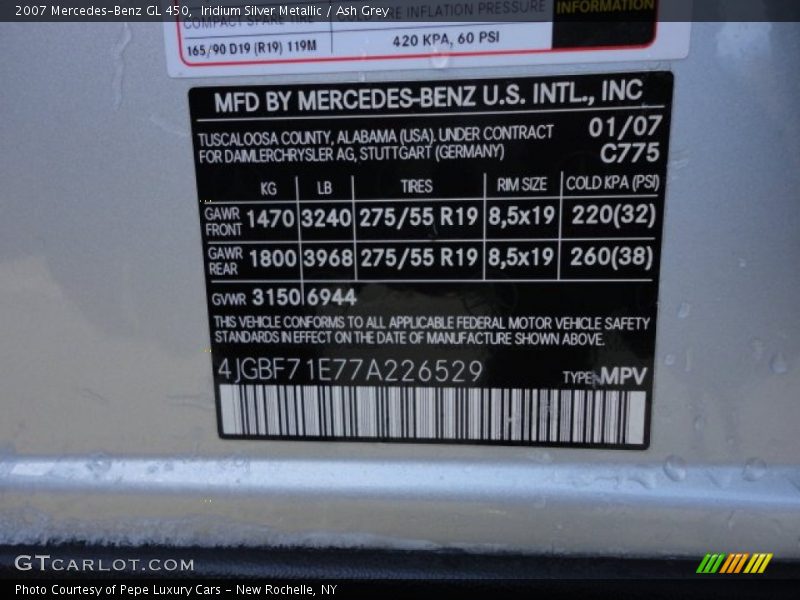 2007 Mercedes-Benz GL 450, Iridium Silver Metallic / Ash Grey
COMPACT SPARE TIRE COLD TIRE INFLATION PRESSURE INFORMATION
165/90 D19 (R19) 119M 420 KPA, 60 PSI
MFD BY MERCEDES-BENZ U.S. INTL., INC
TUSCALOOSA COUNTY, ALABAMA (USA). UNDER CONTRACT 01/07
FOR DAIMLERCHRYSLER AG, STUTTGART (GERMANY) C775
KG LB TIRES RIM SIZE COLD KPA (PSI)
GAWR FRONT 1470 3240 275/55 R19 8,5x19 220(32)
GAWR REAR 1800 3968 275/55 R19 8,5x19 260(38)
GVWR 3150 6944
THIS VEHICLE CONFORMS TO ALL APPLICABLE FEDERAL MOTOR VEHICLE SAFETY
STANDARDS IN EFFECT ON THE DATE OF MANUFACTURE SHOWN ABOVE.
4JGBF71E77A226529 TYPE: MPV
GTCARLOT.COM
Photo Courtesy of Pepe Luxury Cars - New Rochelle, NY